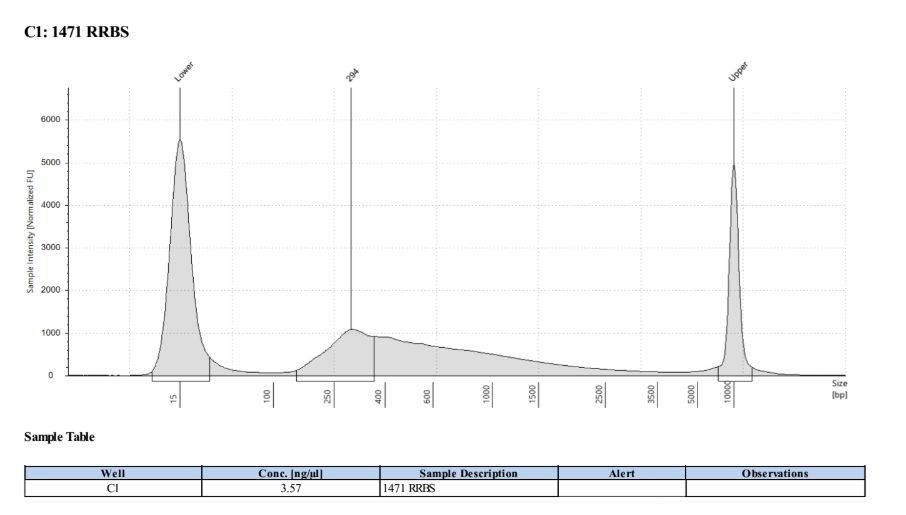 C1: 1471 RRBS
Lower
294
Upper
Sample Intensity [Normalized FU]
6000
5000
4000
3000
2000
1000
0
15
100
250
400
600
1000
1500
2500
3500
5000
10000
Size
[bp]
Sample Table
Well Conc. [ng/µl] Sample Description Alert Observations
C1 3.57 1471 RRBS